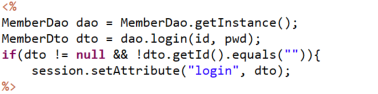 <%
MemberDao dao = MemberDao.getInstance();
MemberDto dto = dao.login(id, pwd);
if(dto != null && !dto.getId().equals("")){
    session.setAttribute("login", dto);
%>